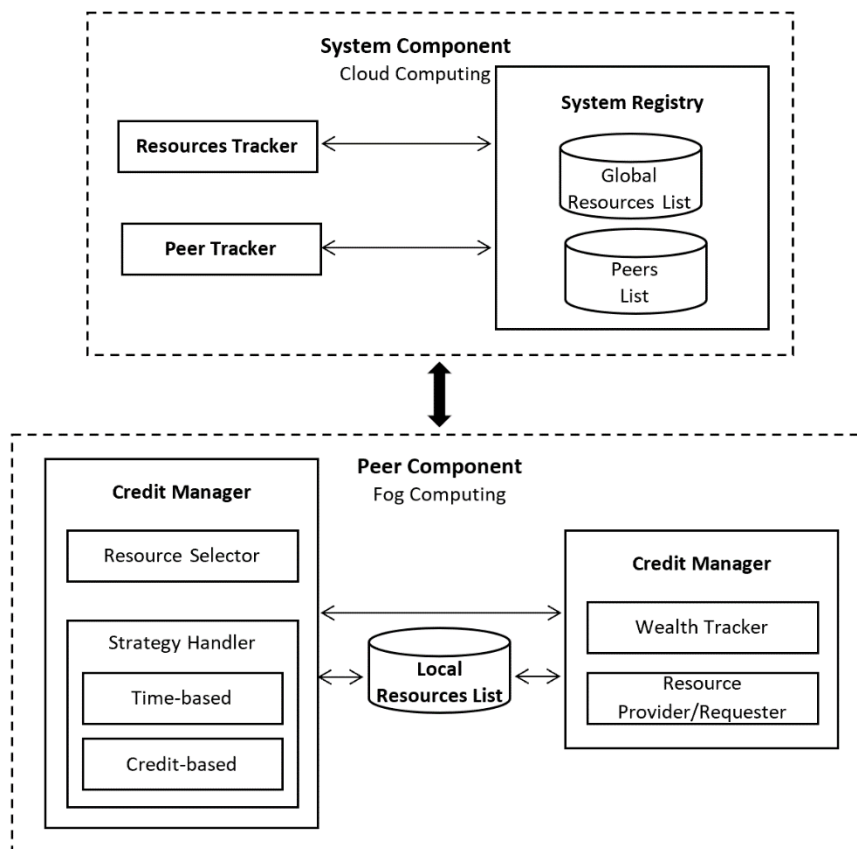 System Component
Cloud Computing
System Registry
Resources Tracker
Global
Resources List
Peer Tracker
Peers
List
Peer Component
Fog Computing
Credit Manager
Resource Selector
Strategy Handler
Time-based
Credit-based
Local
Resources List
Credit Manager
Wealth Tracker
Resource
Provider/Requester